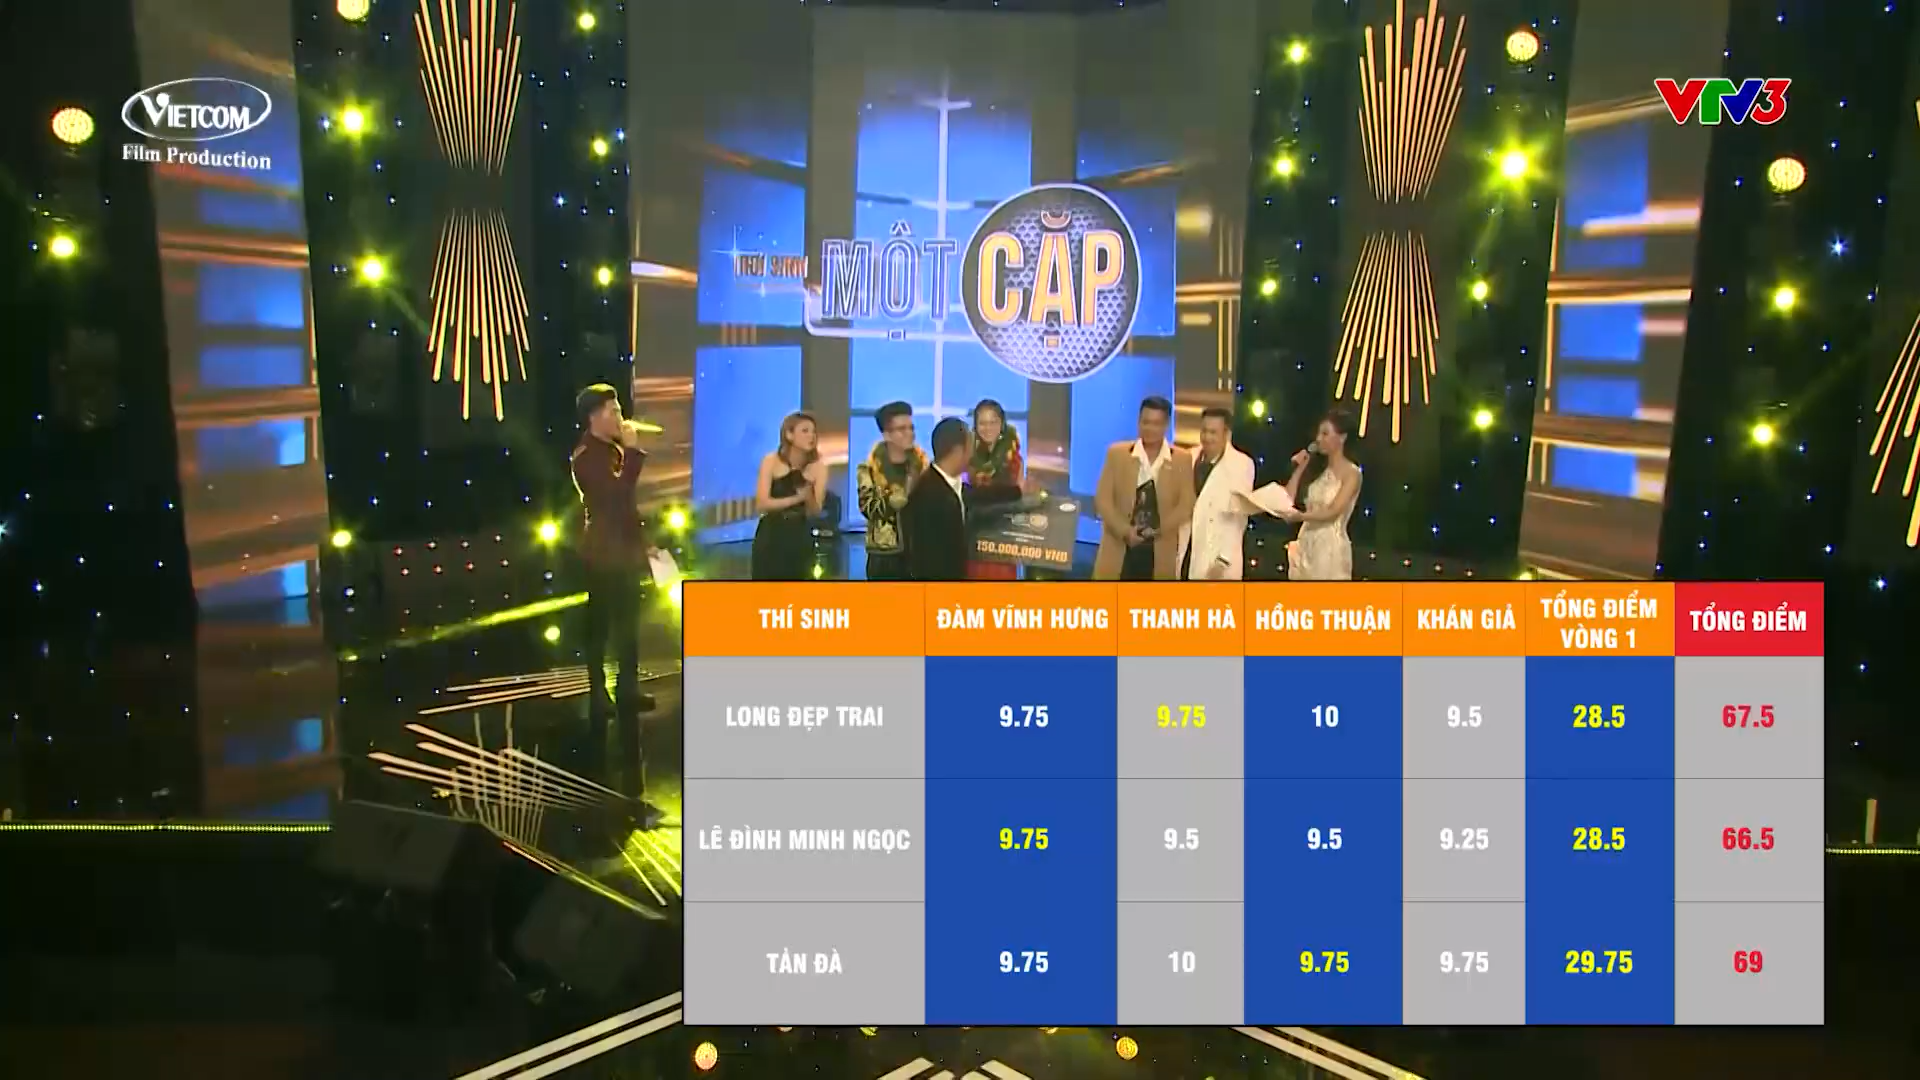 VIETCOM
Film Production
VTV3
MỘT CẶP
150.000.000 VNĐ
THÍ SINH ĐÀM VĨNH HƯNG THANH HÀ HỒNG THUẬN KHÁN GIẢ TỔNG ĐIỂM VÒNG 1 TỔNG ĐIỂM
LONG ĐẸP TRAI 9.75 9.75 10 9.5 28.5 67.5
LÊ ĐÌNH MINH NGỌC 9.75 9.5 9.5 9.25 28.5 66.5
TẢN ĐÀ 9.75 10 9.75 9.75 29.75 69